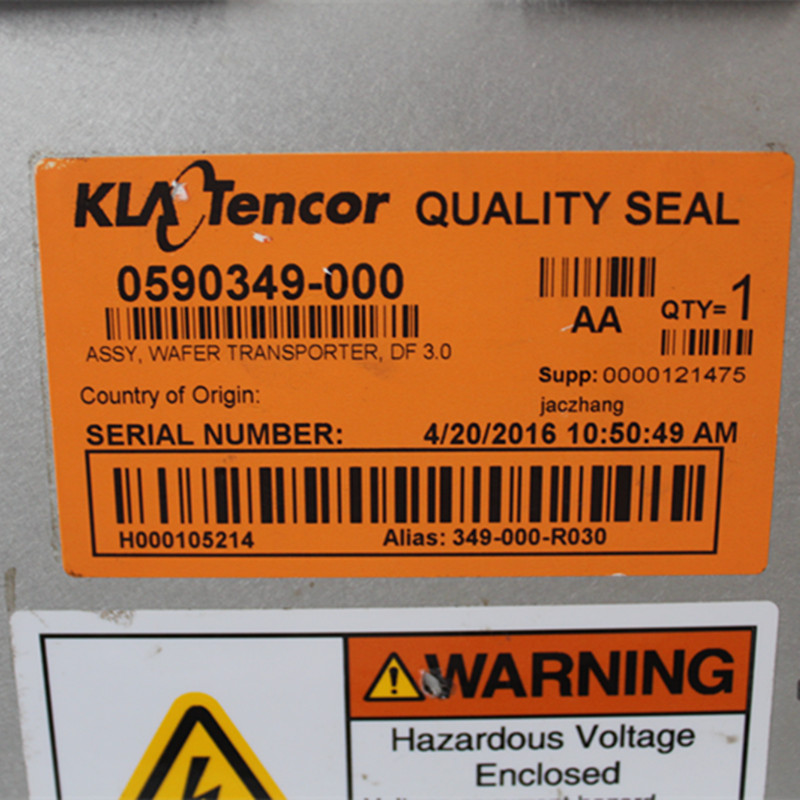 KLA Tencor QUALITY SEAL
0590349-000
AA QTY= 1
ASSY, WAFER TRANSPORTER, DF 3.0
Supp: 0000121475
Country of Origin:
jaczhang
SERIAL NUMBER: 4/20/2016 10:50:49 AM
H000105214 Alias: 349-000-R030
WARNING
Hazardous Voltage
Enclosed